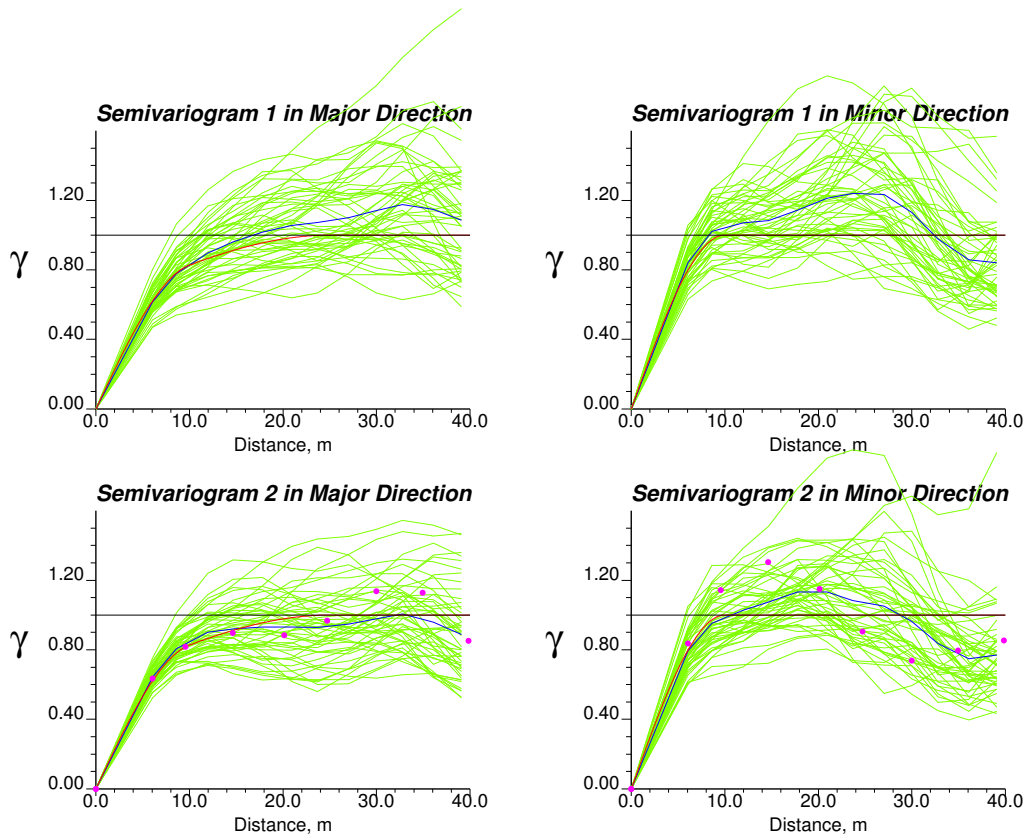 Semivariogram 1 in Major Direction
γ
1.20
0.80
0.40
0.00
0.0 10.0 20.0 30.0 40.0
Distance, m
Semivariogram 1 in Minor Direction
γ
1.20
0.80
0.40
0.00
0.0 10.0 20.0 30.0 40.0
Distance, m
Semivariogram 2 in Major Direction
γ
1.20
0.80
0.40
0.00
0.0 10.0 20.0 30.0 40.0
Distance, m
Semivariogram 2 in Minor Direction
γ
1.20
0.80
0.40
0.00
0.0 10.0 20.0 30.0 40.0
Distance, m